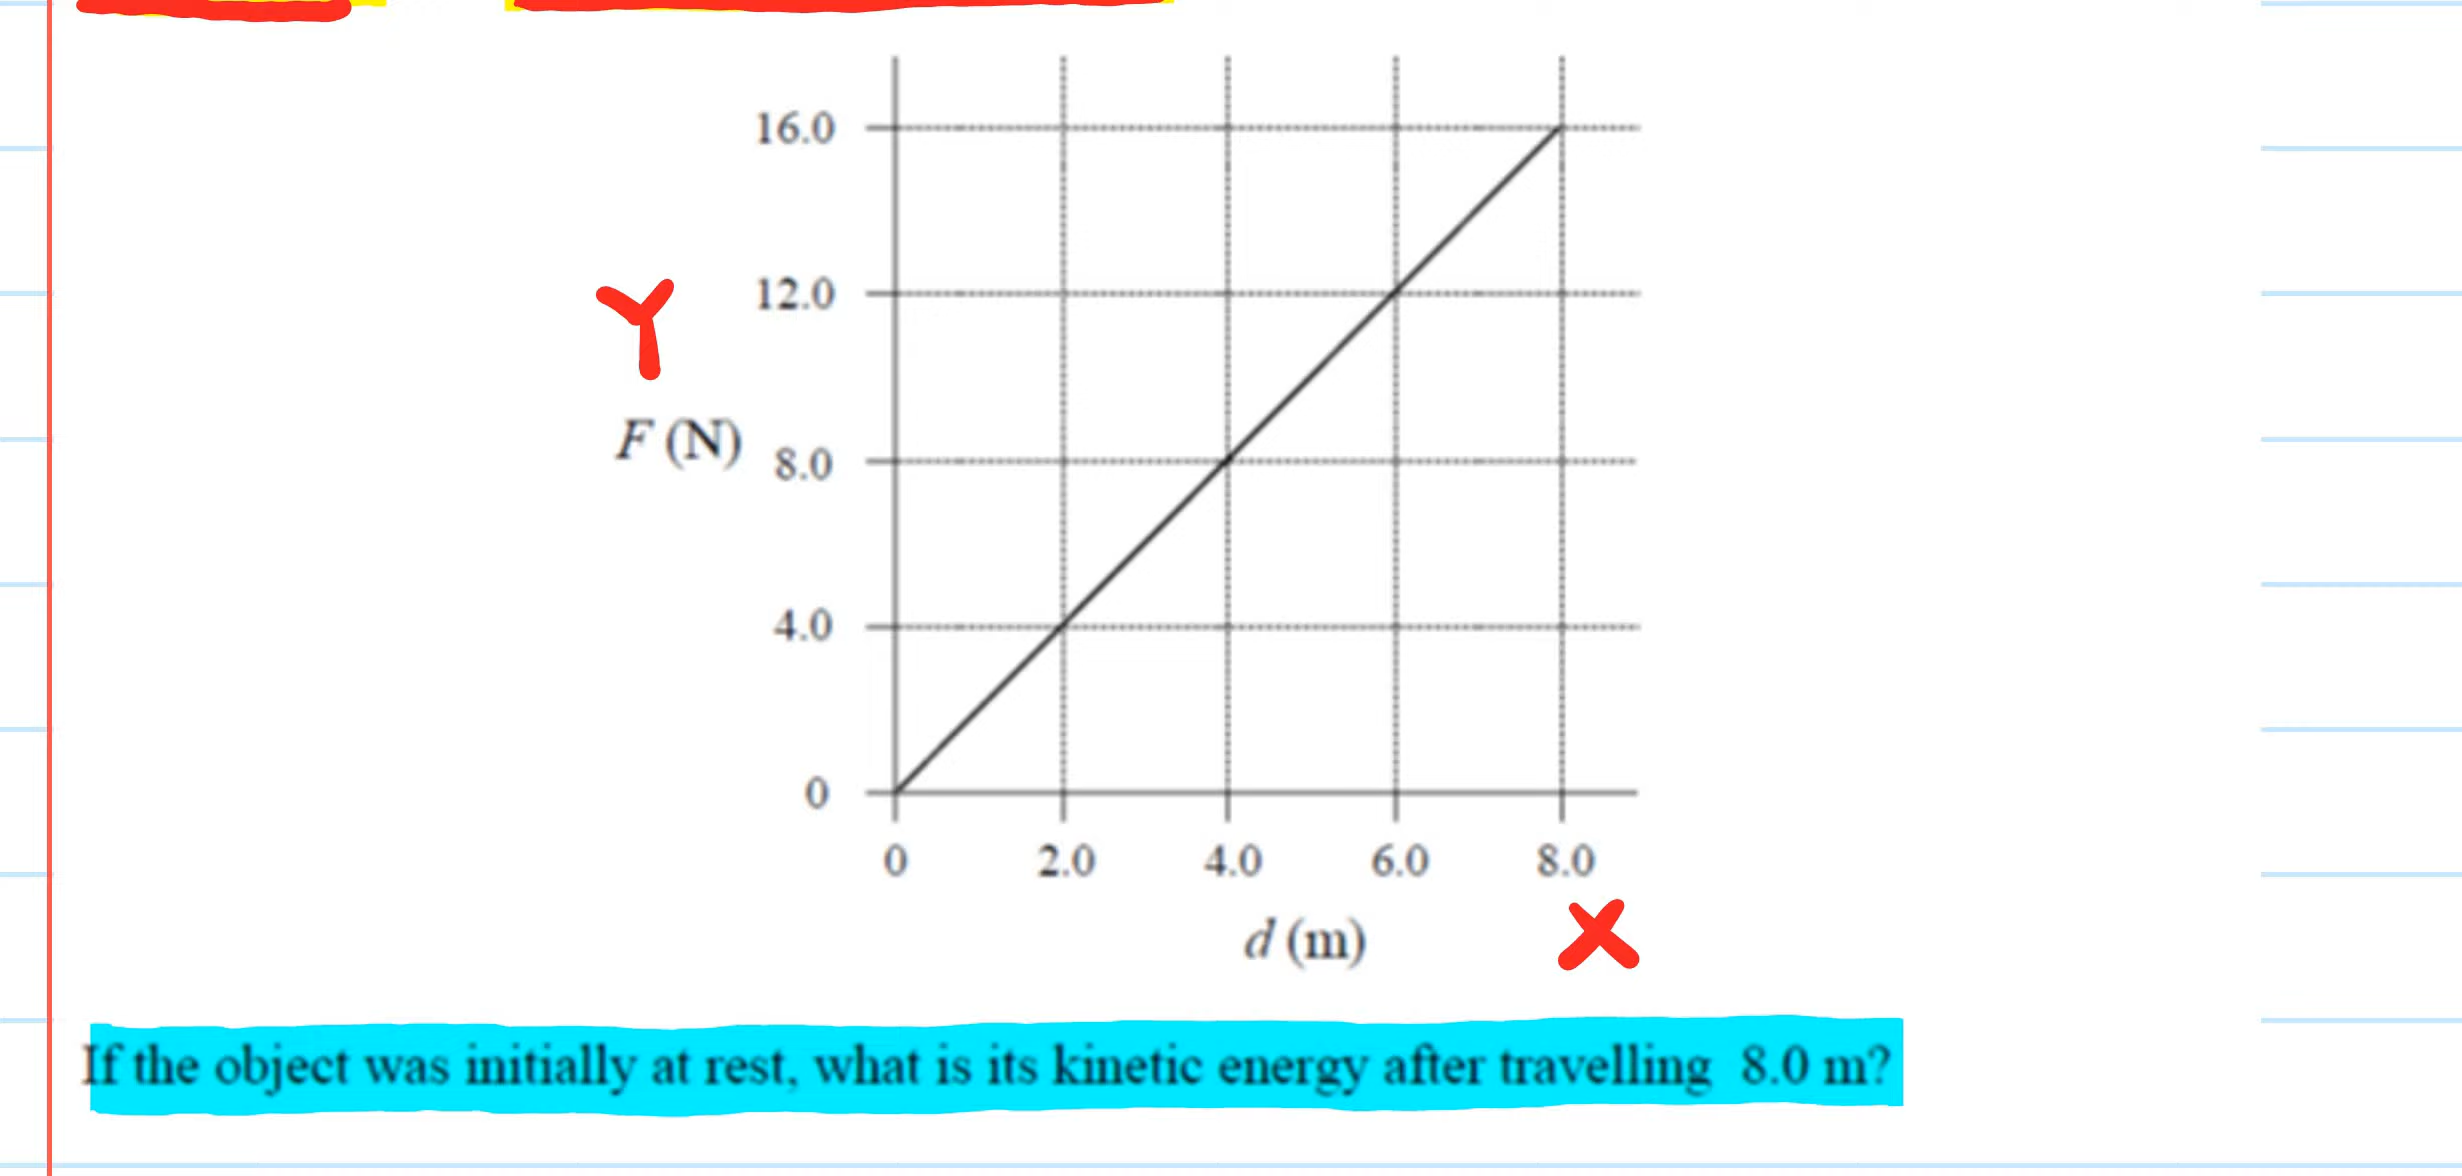 16.0
12.0
Y
F (N)
8.0
4.0
0
0 2.0 4.0 6.0 8.0
d (m) X
If the object was initially at rest, what is its kinetic energy after travelling 8.0 m?